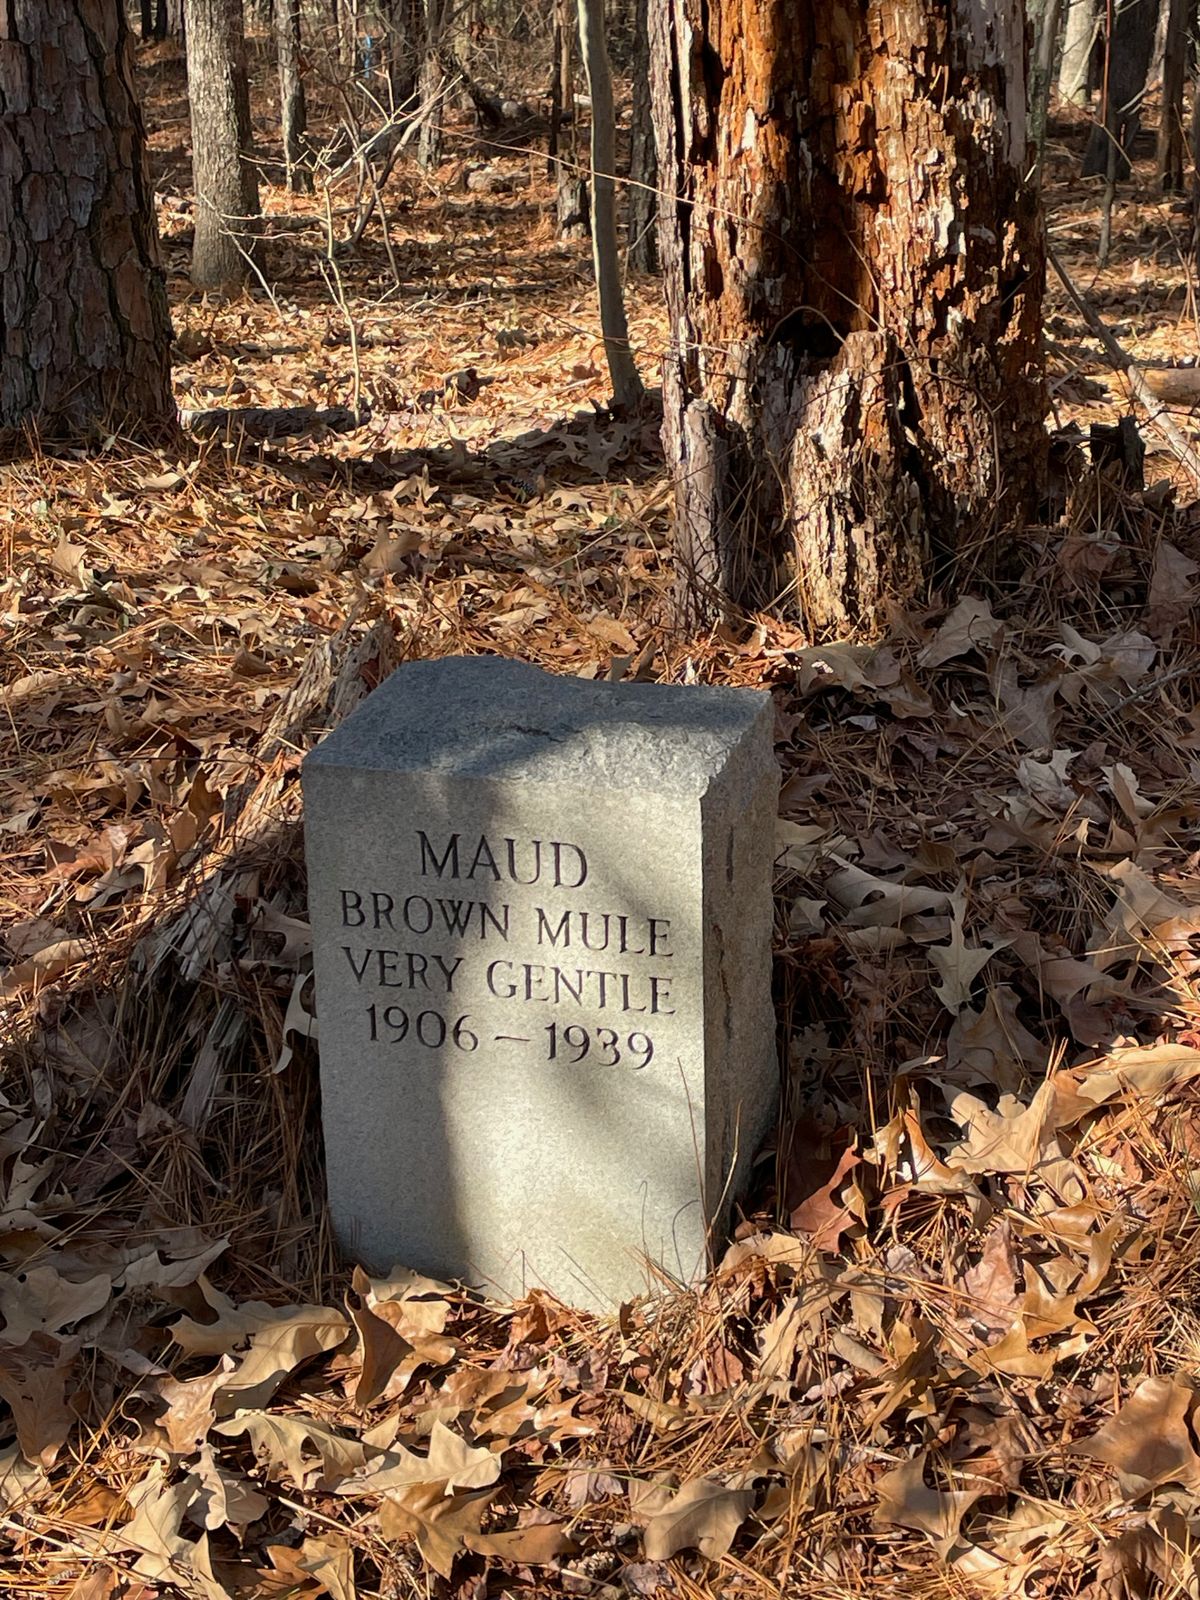 MAUD
BROWN MULE
VERY GENTLE
1906 – 1939